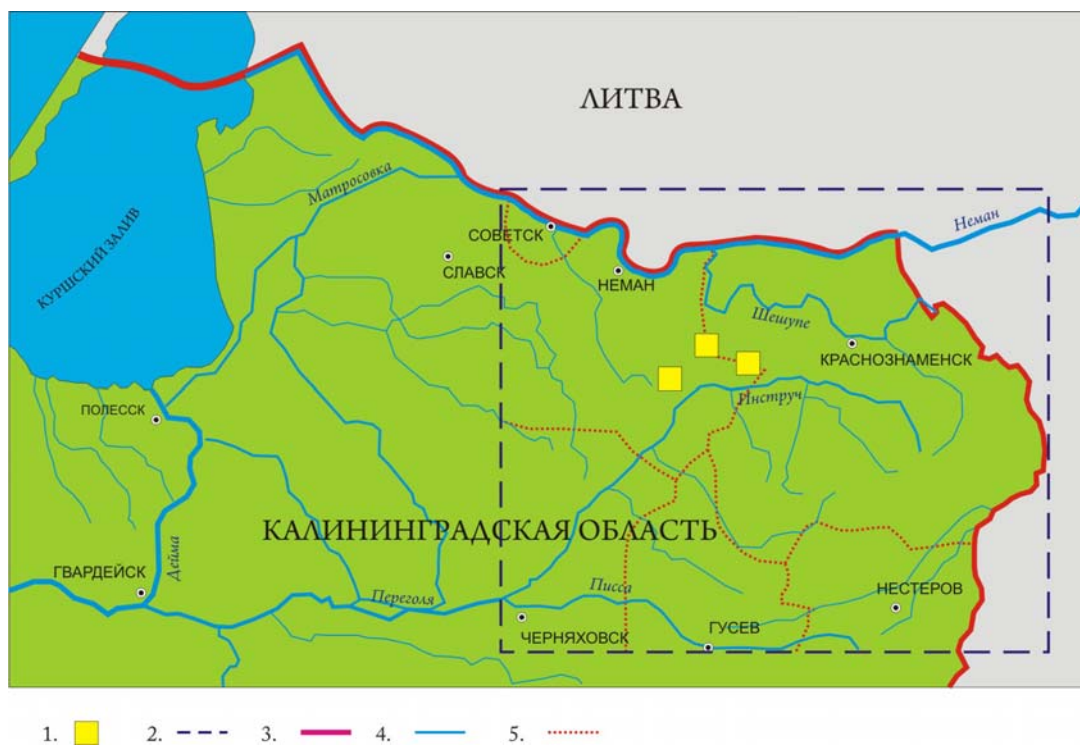 ЛИТВА
Матросовка
Неман
КУРШСКИЙ ЗАЛИВ
СОВЕТСК
СЛАВСК
НЕМАН
Шешупе
КРАСНОЗНАМЕНСК
Инструч
ПОЛЕССК
КАЛИНИНГРАДСКАЯ ОБЛАСТЬ
Дейма
ГВАРДЕЙСК
Переголя
Писса
НЕСТЕРОВ
ЧЕРНЯХОВСК
ГУСЕВ
1. 2. 3. 4. 5.